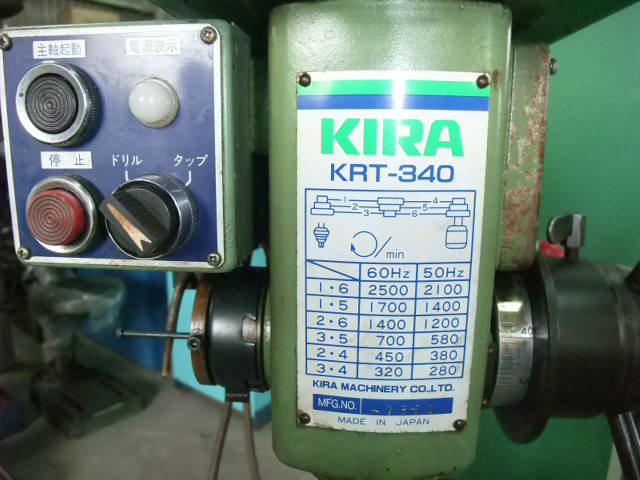 主軸起動 電源表示
停止 ドリル タップ
KIRA
KRT-340
1 2 3 4 5 6
/min
60Hz 50Hz
1・6 2500 2100
1・5 1700 1400
2・6 1400 1200
3・5 700 580
2・4 450 380
3・4 320 280
KIRA MACHINERY CO.,LTD.
MFG.NO.
MADE IN JAPAN
40